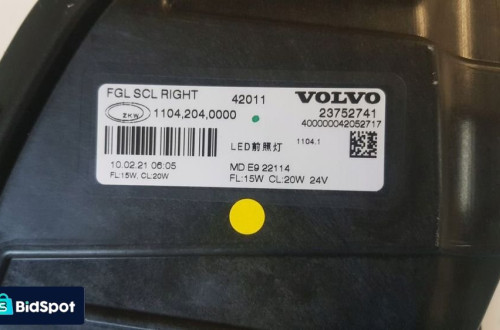 FGL SCL RIGHT 42011 VOLVO
ZKW 1104,204,0000 23752741
400000042052717
LED前照灯 1104.1
10.02.21 06:05 MD E9 22114
FL:15W, CL:20W FL:15W CL:20W 24V
BidSpot